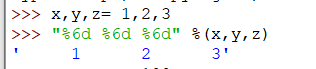 >>> x,y,z= 1,2,3
>>> "%6d %6d %6d" %(x,y,z)
'     1      2      3'